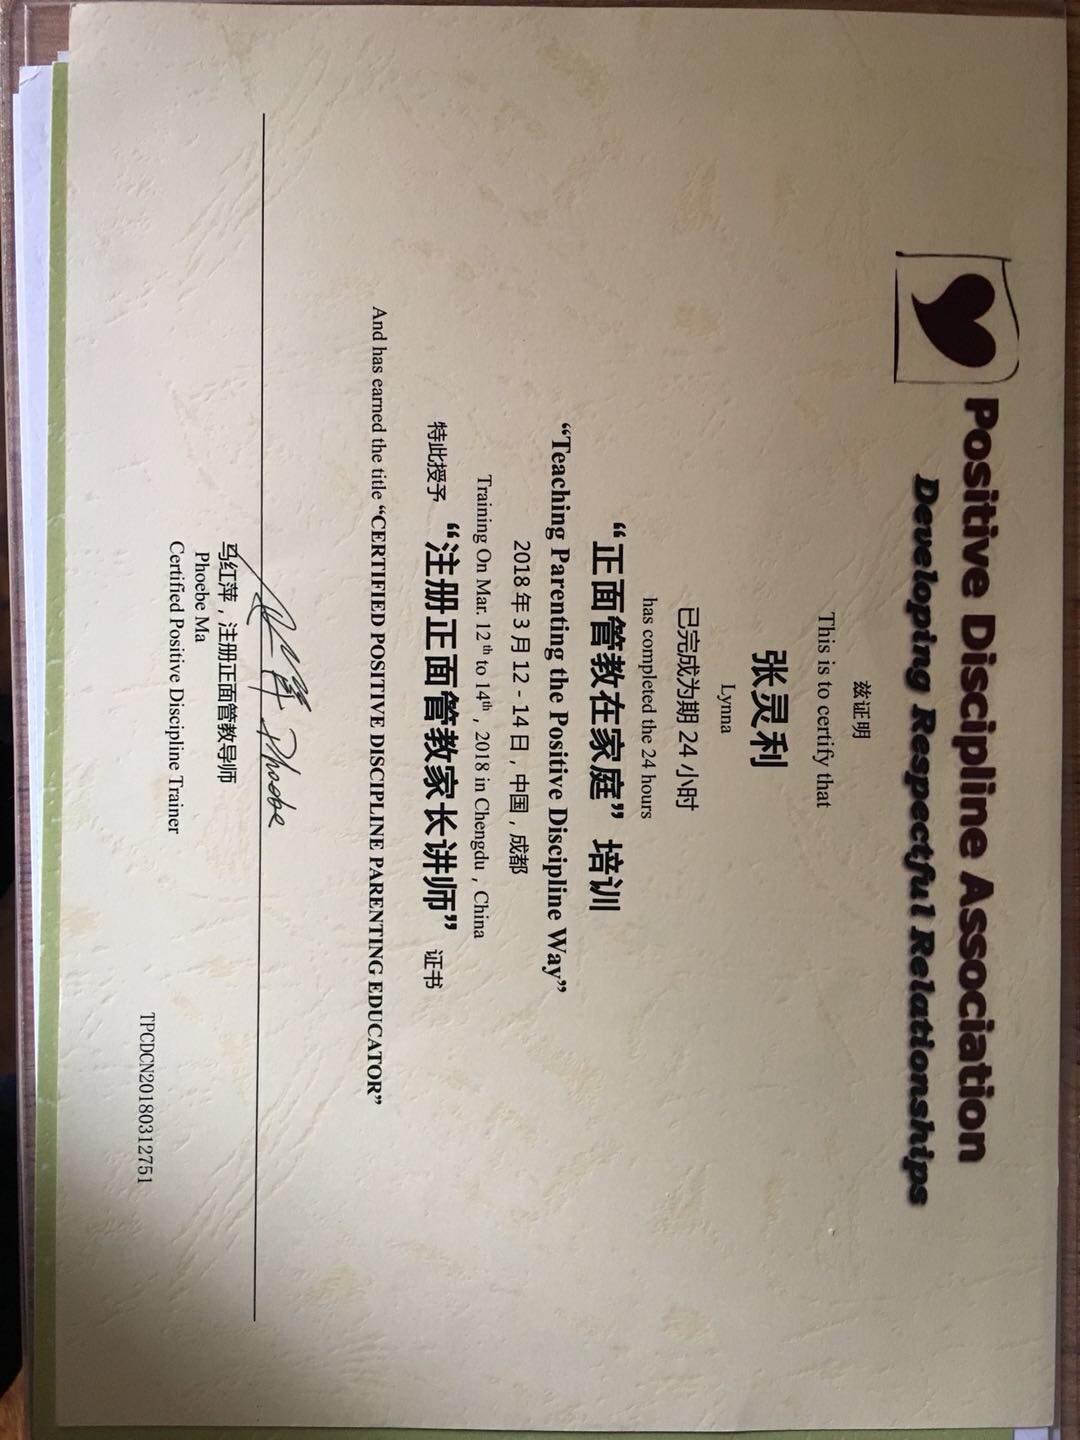 Positive Discipline Association
Developing Respectful Relationships
兹证明
This is to certify that
张灵利
Lynna
已完成为期 24 小时
has completed the 24 hours
“正面管教在家庭” 培训
“Teaching Parenting the Positive Discipline Way”
2018 年 3 月 12 - 14 日，中国，成都
Training On Mar. 12 th to 14th , 2018 in Chengdu , China
特此授予 “注册正面管教家长讲师” 证书
And has earned the title “CERTIFIED POSITIVE DISCIPLINE PARENTING EDUCATOR”
Phoebe
马红萍，注册正面管教导师
Phoebe Ma
Certified Positive Discipline Trainer
TPCDCN20180312751